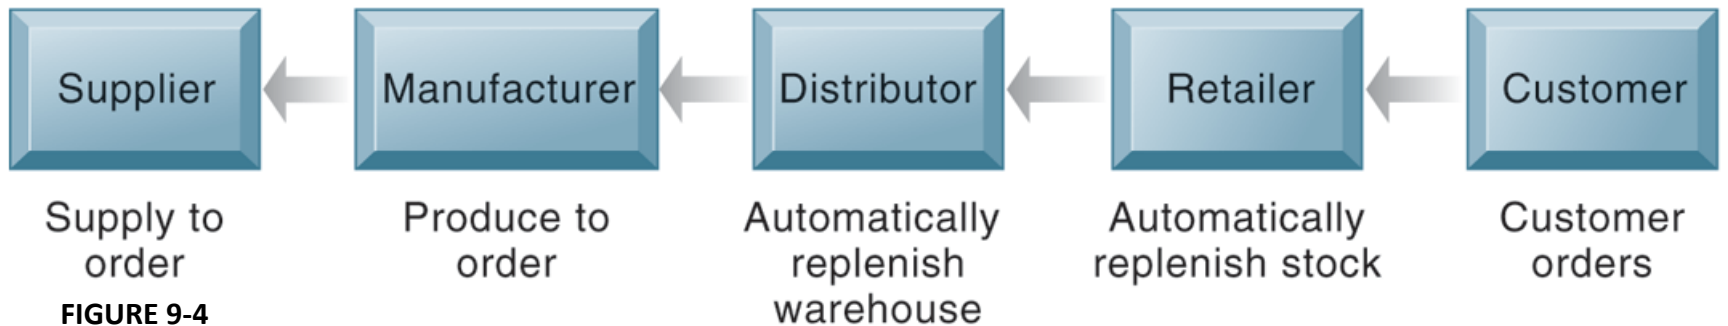 Supplier
Manufacturer
Distributor
Retailer
Customer
Supply to
order
Produce to
order
Automatically
replenish
warehouse
Automatically
replenish stock
Customer
orders
FIGURE 9-4